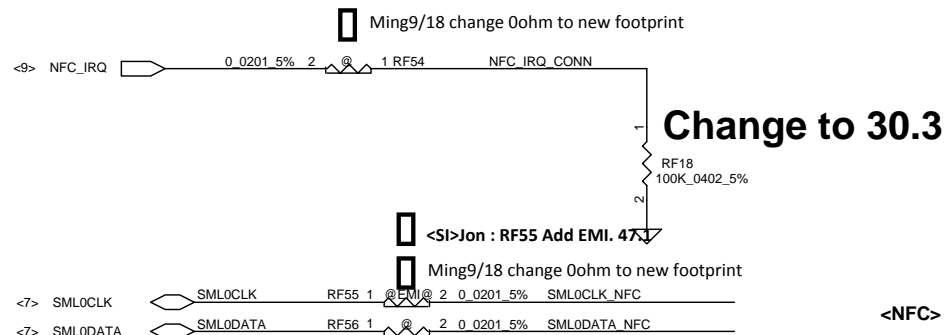 Ming9/18 change 0ohm to new footprint
<9> NFC_IRQ 0_0201_5% 2 @ 1 RF54 NFC_IRQ_CONN
Change to 30.3
1
RF18
100K_0402_5%
2
<SI>Jon : RF55 Add EMI. 47.1
Ming9/18 change 0ohm to new footprint
<7> SML0CLK SML0CLK RF55 1 @EMI@ 2 0_0201_5% SML0CLK_NFC
<NFC>
<7> SML0DATA SML0DATA RF56 1 @ 2 0_0201_5% SML0DATA_NFC